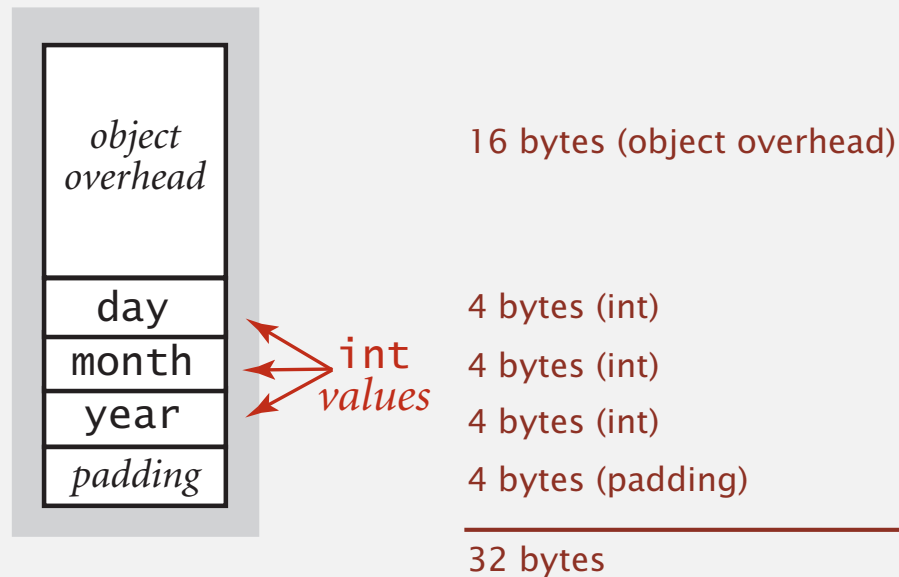 object
overhead
16 bytes (object overhead)
day
4 bytes (int)
month
4 bytes (int)
int
values
year
4 bytes (int)
padding
4 bytes (padding)
32 bytes